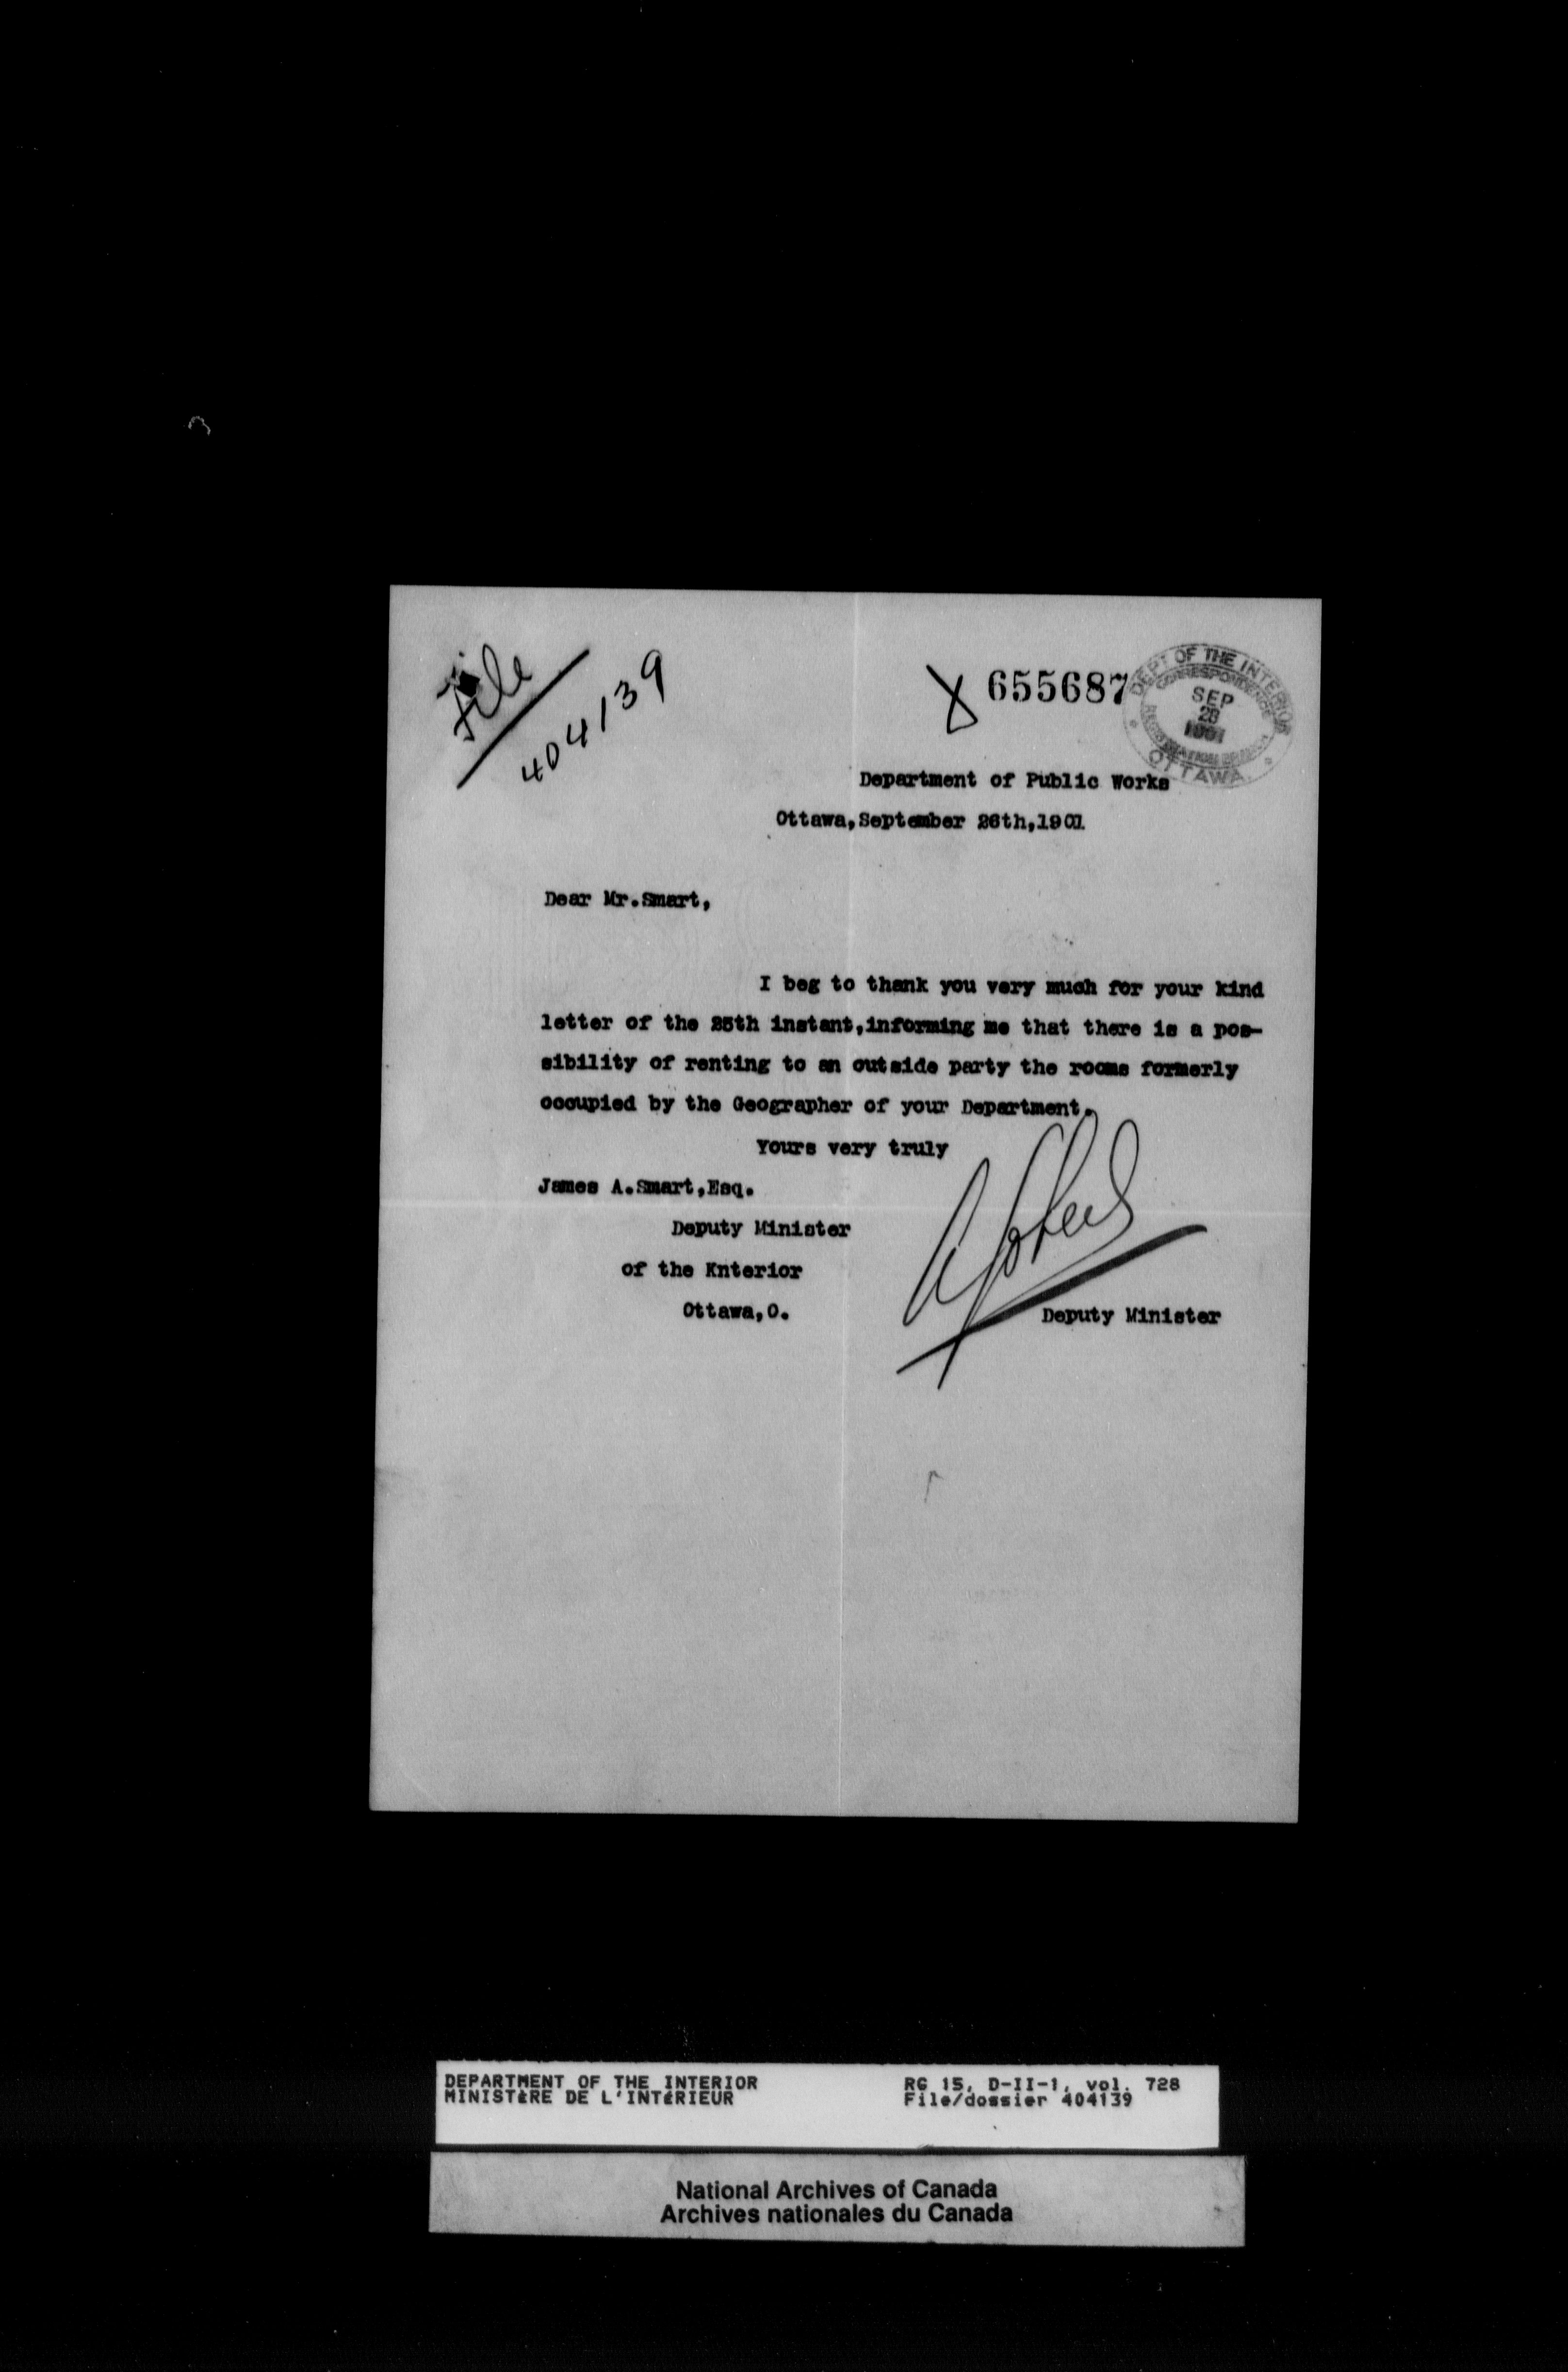 File
404139
655687
DEPT OF THE INTERIOR
CORRESPONDENCE
SEP
28
1901
OTTAWA.
Department of Public Works
Ottawa,September 26th,1901
Dear Mr.Smart,
I beg to thank you very much for your kind
letter of the 25th instant,informing me that there is a pos-
sibility of renting to an outside party the rooms formerly
occupied by the Geographer of your Department.
Yours very truly
James A.Smart,Esq.
Deputy Minister
of the Knterior
Ottawa,O.
Deputy Minister
DEPARTMENT OF THE INTERIOR
MINISTÈRE DE L'INTÉRIEUR
RG 15, D-II-1, vol. 728
File/dossier 404139
National Archives of Canada
Archives nationales du Canada